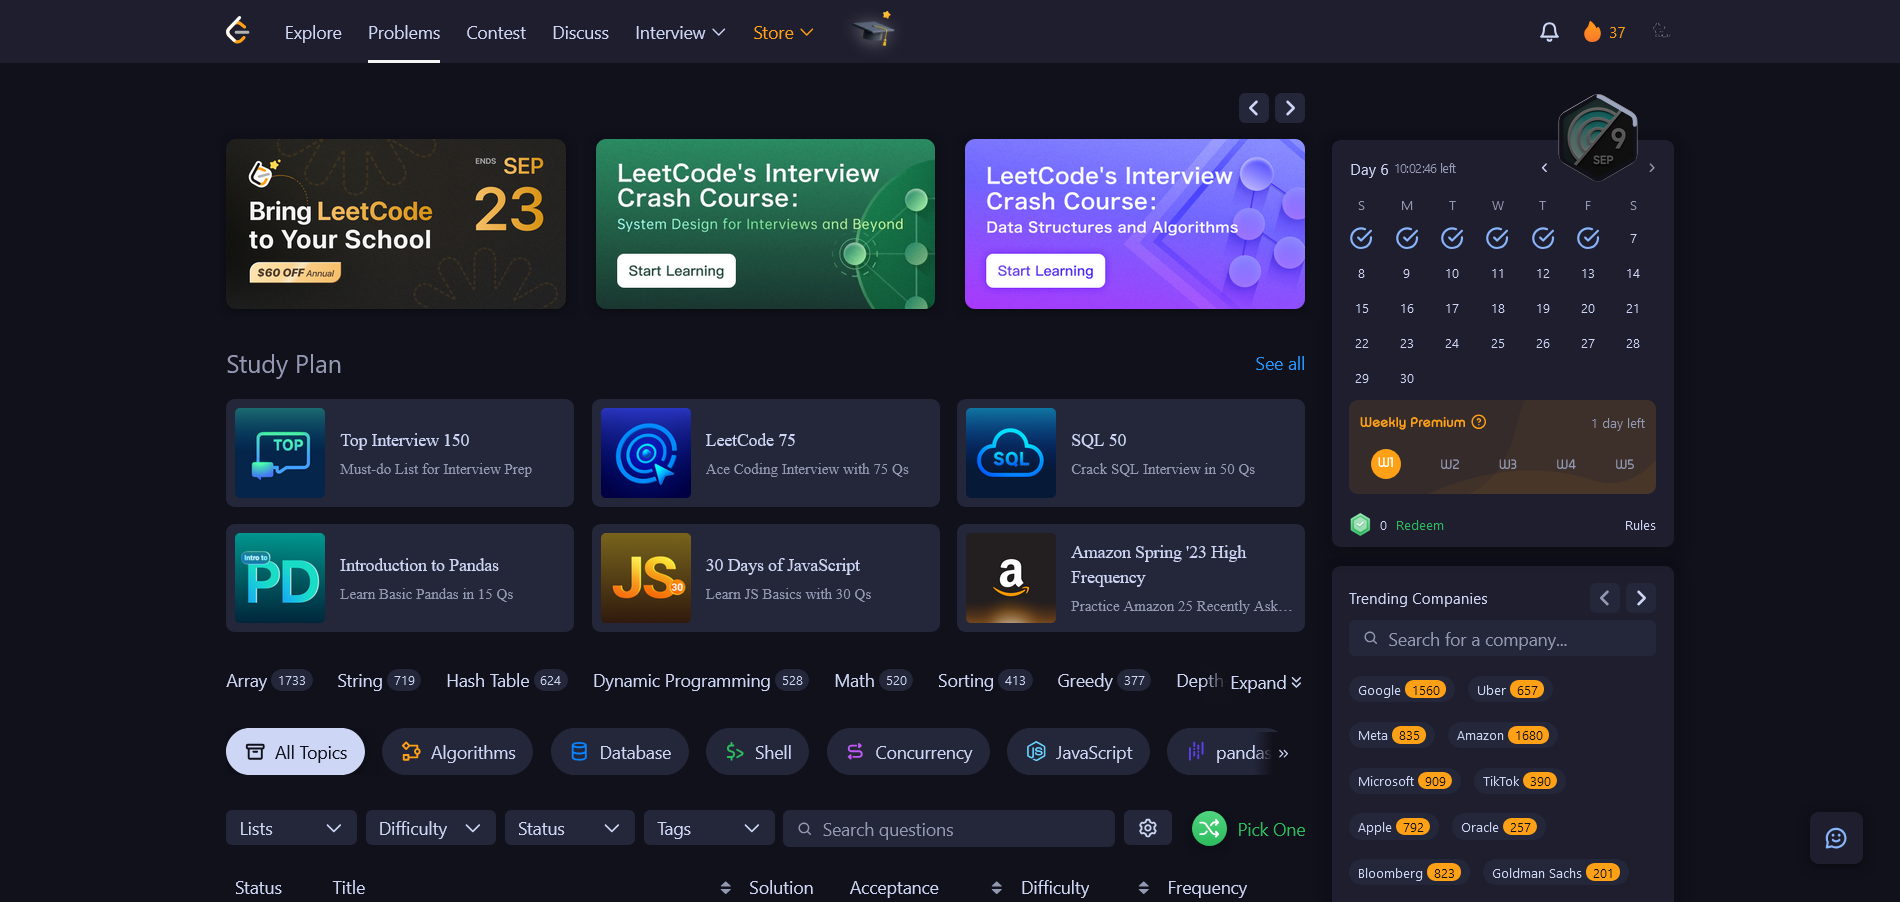 Explore Problems Contest Discuss Interview Store 37
Bring LeetCode
to Your School
$60 OFF Annual
ENDS SEP
23
LeetCode's Interview
Crash Course:
System Design for Interviews and Beyond
Start Learning
LeetCode's Interview
Crash Course:
Data Structures and Algorithms
Start Learning
Study Plan See all
TOP
Top Interview 150
Must-do List for Interview Prep
LeetCode 75
Ace Coding Interview with 75 Qs
SQL
SQL 50
Crack SQL Interview in 50 Qs
Intro to
PD
Introduction to Pandas
Learn Basic Pandas in 15 Qs
JS 30
30 Days of JavaScript
Learn JS Basics with 30 Qs
a
Amazon Spring '23 High
Frequency
Practice Amazon 25 Recently Ask...
Array 1733 String 719 Hash Table 624 Dynamic Programming 528 Math 520 Sorting 413 Greedy 377 Depth Expand
All Topics Algorithms Database $ Shell Concurrency JS JavaScript pandas »
Lists Difficulty Status Tags Search questions Pick One
Status Title Solution Acceptance Difficulty Frequency
9
SEP
Day 6 10:02:46 left
S M T W T F S
7
8 9 10 11 12 13 14
15 16 17 18 19 20 21
22 23 24 25 26 27 28
29 30
Weekly Premium ? 1 day left
W1 W2 W3 W4 W5
0 Redeem Rules
Trending Companies
Search for a company...
Google 1560 Uber 657
Meta 835 Amazon 1680
Microsoft 909 TikTok 390
Apple 792 Oracle 257
Bloomberg 823 Goldman Sachs 201